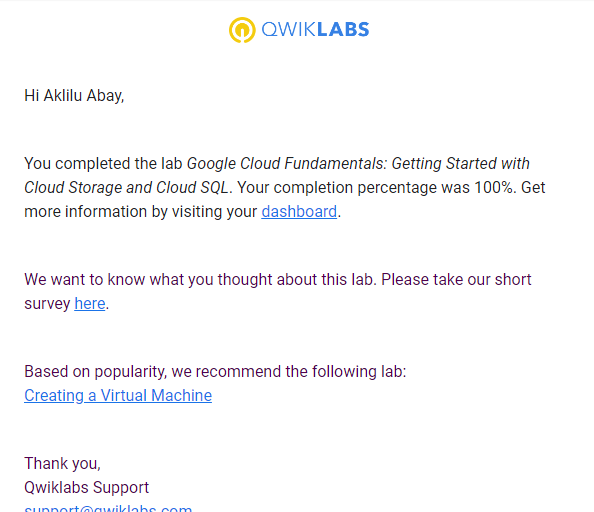 QWIKLABS
Hi Aklilu Abay,
You completed the lab Google Cloud Fundamentals: Getting Started with
Cloud Storage and Cloud SQL. Your completion percentage was 100%. Get
more information by visiting your dashboard.
We want to know what you thought about this lab. Please take our short
survey here.
Based on popularity, we recommend the following lab:
Creating a Virtual Machine
Thank you,
Qwiklabs Support
support@qwiklabs.com